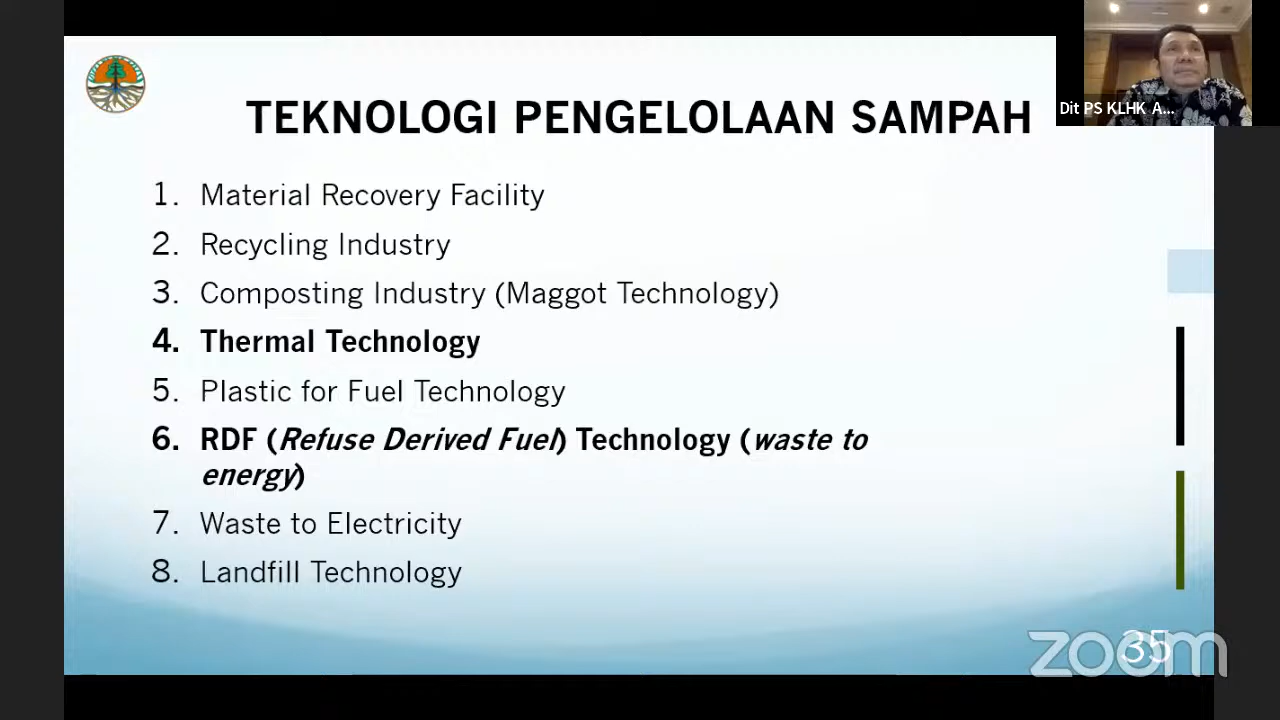 TEKNOLOGI PENGELOLAAN SAMPAH
Dit PS KLHK A...
1. Material Recovery Facility
2. Recycling Industry
3. Composting Industry (Maggot Technology)
4. Thermal Technology
5. Plastic for Fuel Technology
6. RDF (Refuse Derived Fuel) Technology (waste to
energy)
7. Waste to Electricity
8. Landfill Technology
35
zoom